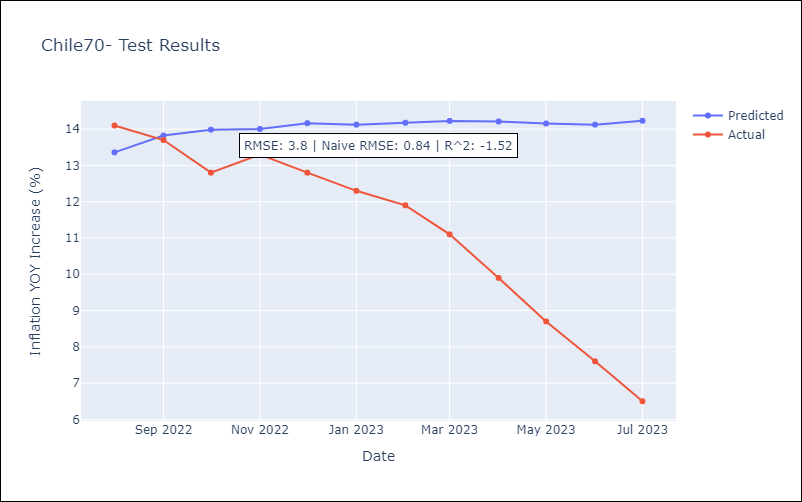 Chile70- Test Results
Predicted
Actual
RMSE: 3.8 | Naive RMSE: 0.84 | R^2: -1.52
14
13
12
11
10
9
8
7
6
Inflation YOY Increase (%)
Sep 2022 Nov 2022 Jan 2023 Mar 2023 May 2023 Jul 2023
Date